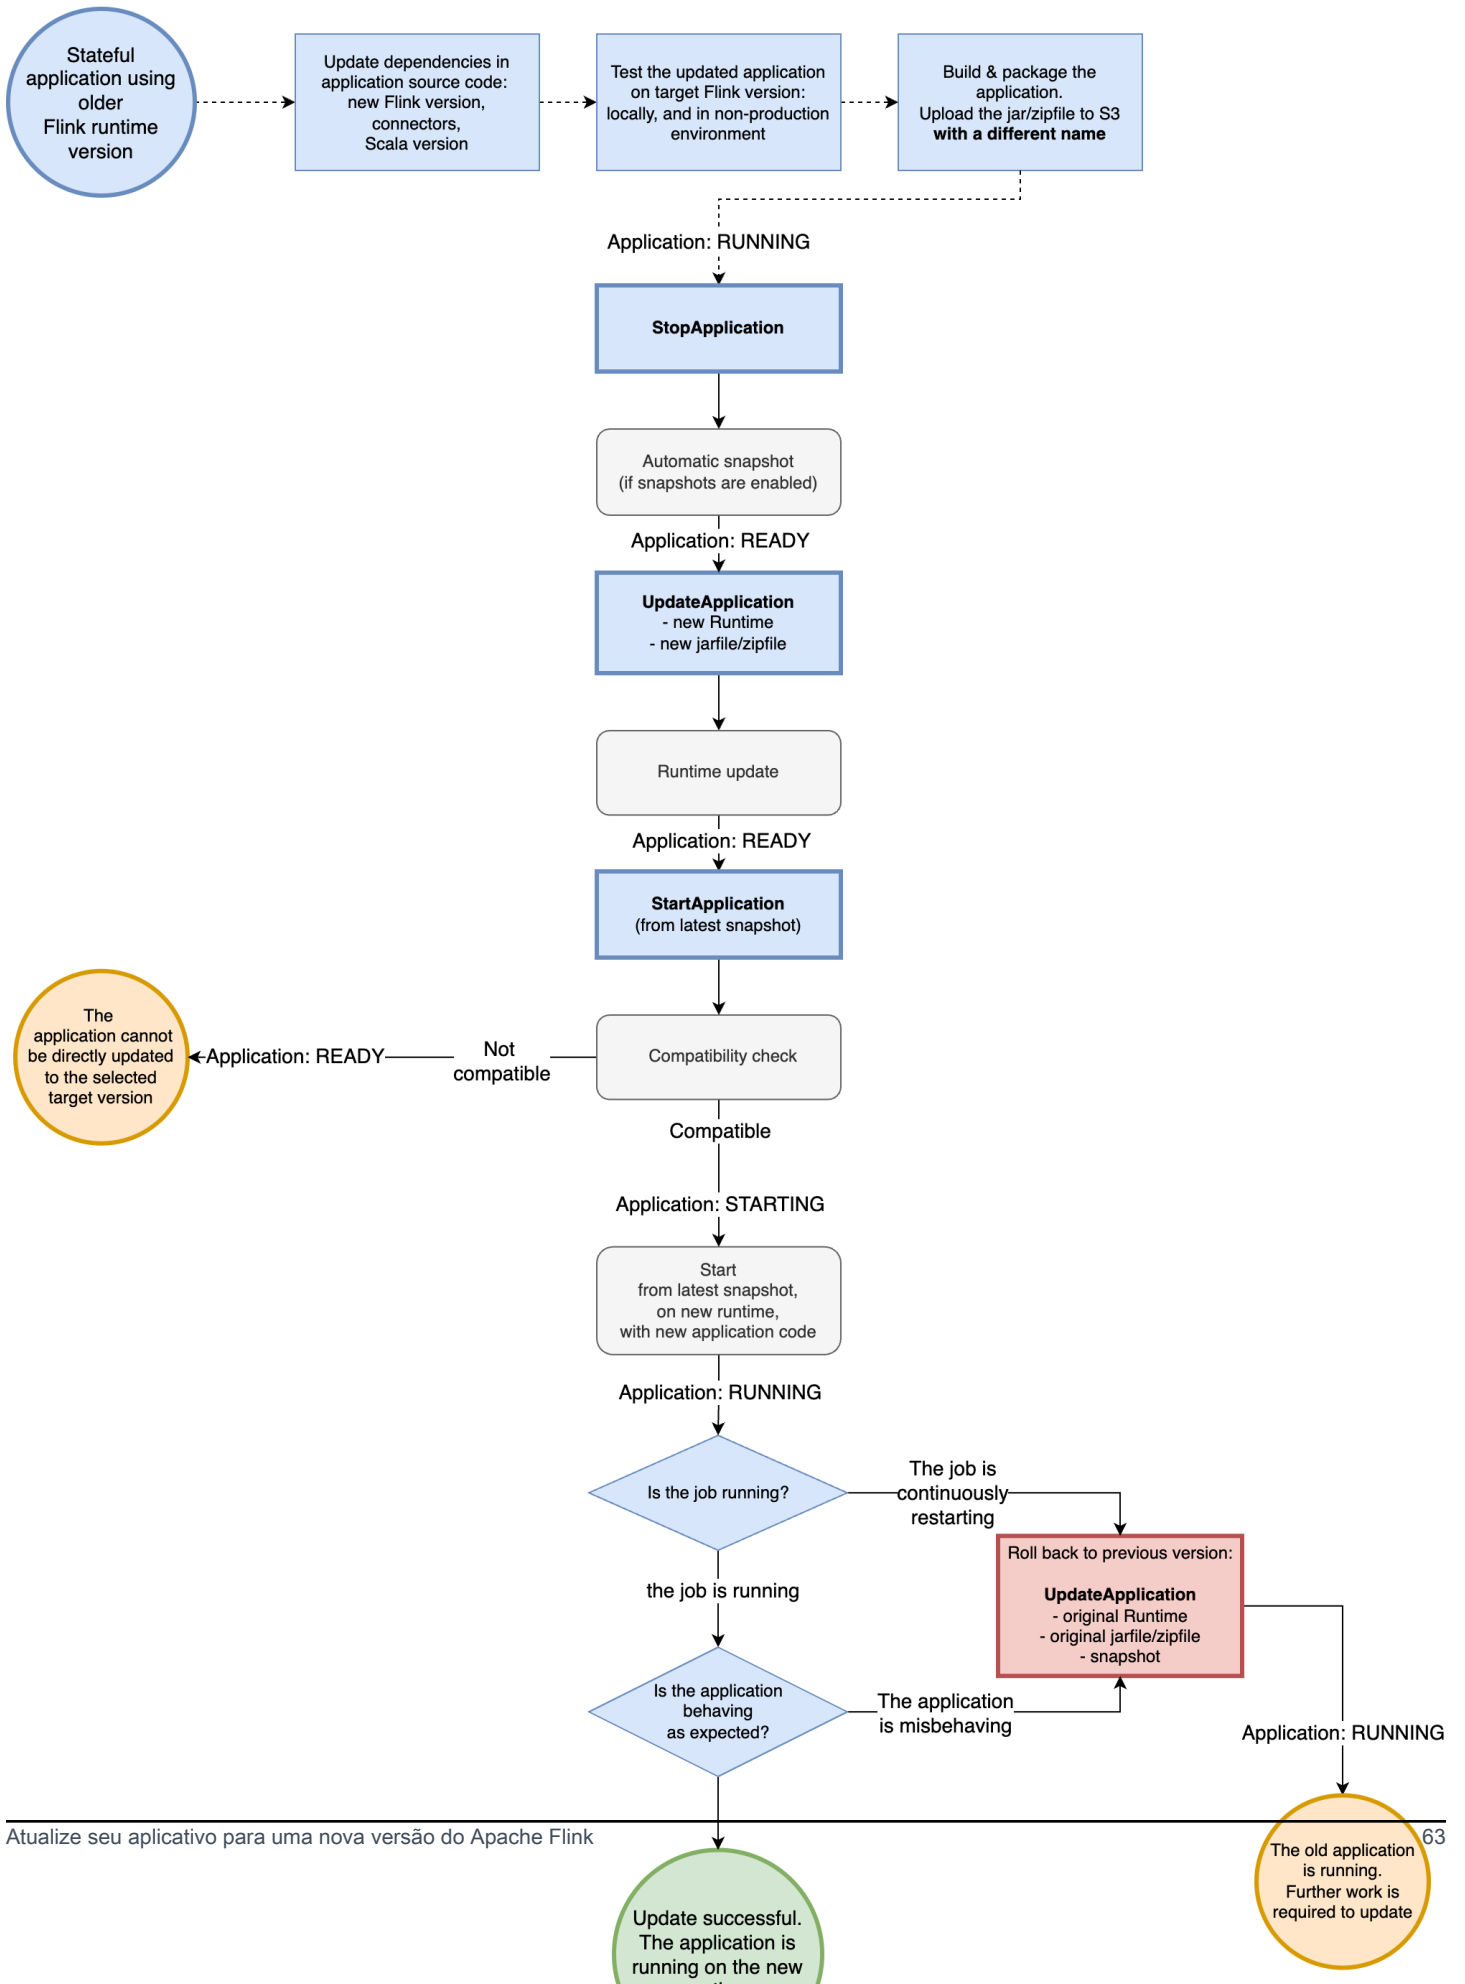 Stateful
application using
older
Flink runtime
version
Update dependencies in
application source code:
new Flink version,
connectors,
Scala version
Test the updated application
on target Flink version:
locally, and in non-production
environment
Build & package the
application.
Upload the jar/zipfile to S3
with a different name
Application: RUNNING
StopApplication
Automatic snapshot
(if snapshots are enabled)
Application: READY
UpdateApplication
- new Runtime
- new jarfile/zipfile
Runtime update
Application: READY
StartApplication
(from latest snapshot)
Compatibility check
Not
compatible
Application: READY
The
application cannot
be directly updated
to the selected
target version
Compatible
Application: STARTING
Start
from latest snapshot,
on new runtime,
with new application code
Application: RUNNING
Is the job running?
The job is
continuously
restarting
Roll back to previous version:
UpdateApplication
- original Runtime
- original jarfile/zipfile
- snapshot
the job is running
Is the application
behaving
as expected?
The application
is misbehaving
Application: RUNNING
Atualize seu aplicativo para uma nova versão do Apache Flink
63
The old application
is running.
Further work is
required to update
Update successful.
The application is
running on the new